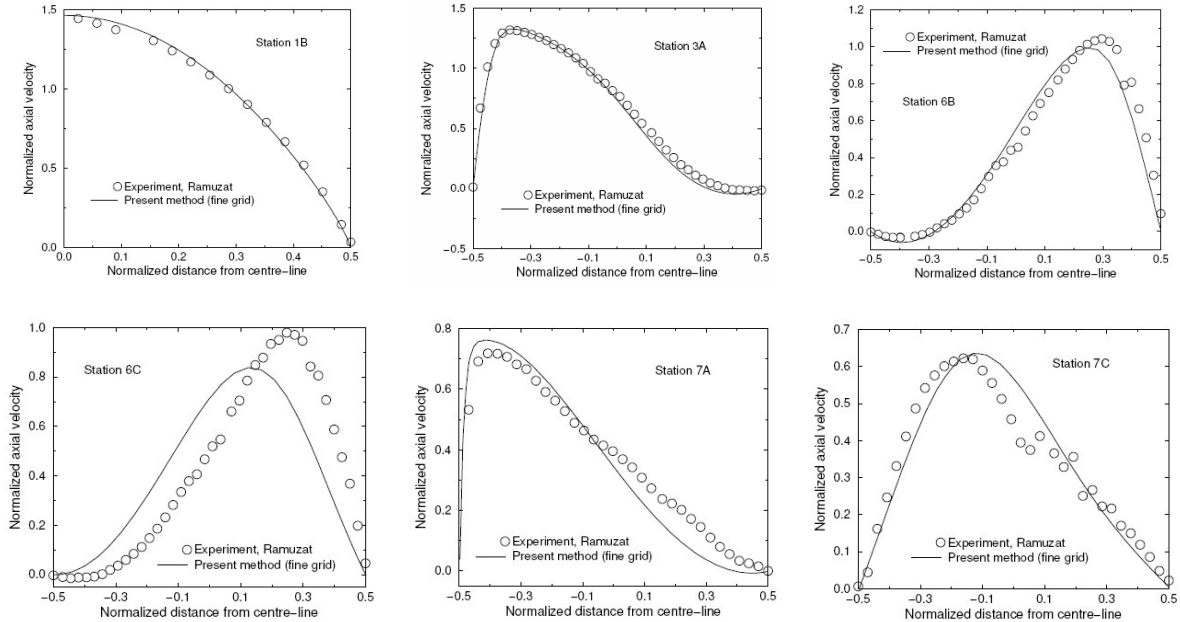 1.5
1.0
0.5
0.0
Normalized axial velocity
Station 1B
Experiment, Ramuzat
Present method (fine grid)
0.0 0.1 0.2 0.3 0.4 0.5
Normalized distance from centre−line
1.5
1.0
0.5
0.0
−0.5
Nomralized axial velocity
Station 3A
Experiment, Ramuzat
Present method (fine grid)
−0.5 −0.3 −0.1 0.1 0.3 0.5
Normalized distance from centre−line
1.2
1.0
0.8
0.6
0.4
0.2
0.0
Nomralized axial velocity
Experiment, Ramuzat
Present method (fine grid)
Station 6B
−0.5 −0.3 −0.1 0.1 0.3 0.5
Normalized distance from centre−line
1.0
0.8
0.6
0.4
0.2
0.0
Normalized axial velocity
Station 6C
Experiment, Ramuzat
Present method (fine grid)
−0.5 −0.3 −0.1 0.1 0.3 0.5
Normalized distance from centre−line
0.8
0.6
0.4
0.2
0.0
Normalized axial velocity
Station 7A
Experiment, Ramuzat
Present method (fine grid)
−0.5 −0.3 −0.1 0.1 0.3 0.5
Normalized distance from centre−line
0.7
0.6
0.5
0.4
0.3
0.2
0.1
0.0
Normalized axial velocity
Station 7C
Experiment, Ramuzat
Present method (fine grid)
−0.5 −0.3 −0.1 0.1 0.3 0.5
Normalized distance from centre−line